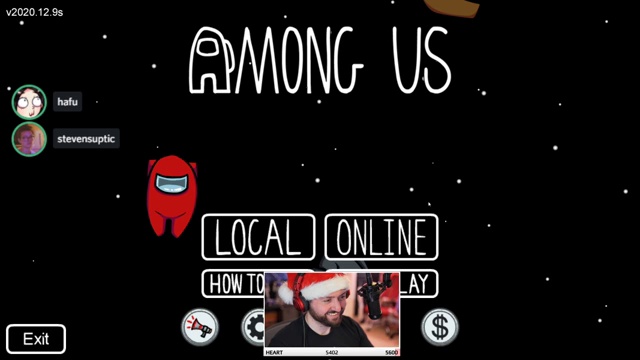 v2020.12.9s
AMONG US
hafu
stevensuptic
LOCAL
ONLINE
HOW TO
LAY
$
Exit
HEART 5402 5600